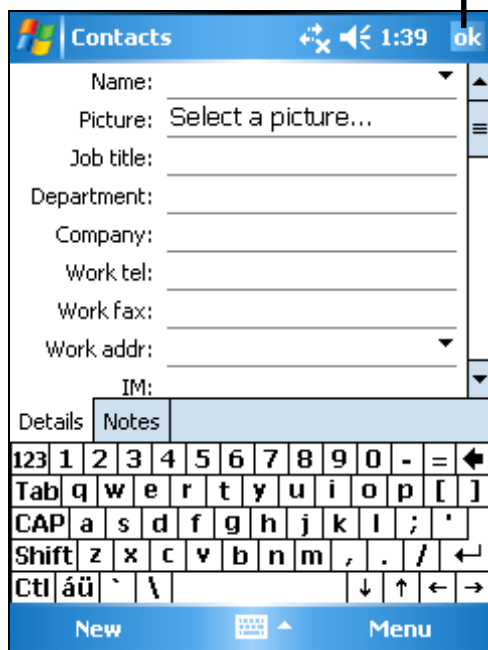 Contacts 1:39 ok
Name:
Picture: Select a picture...
Job title:
Department:
Company:
Work tel:
Work fax:
Work addr:
IM:
Details Notes
123 1 2 3 4 5 6 7 8 9 0 - = 
Tab q w e r t y u i o p [ ]
CAP a s d f g h j k l ; '
Shift z x c v b n m , . / ↵
Ctl áü ` \ ↓ ↑ ← →
New Menu